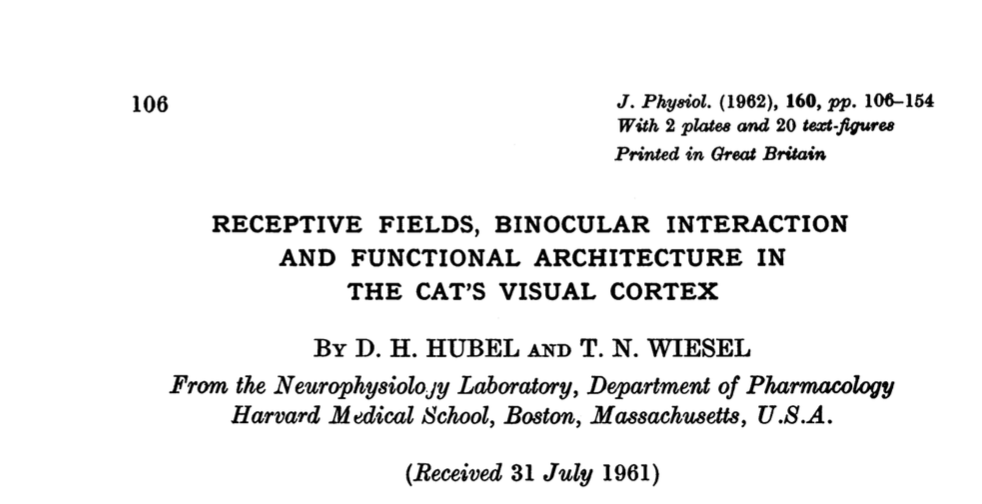 106
J. Physiol. (1962), 160, pp. 106–154
With 2 plates and 20 text-figures
Printed in Great Britain
RECEPTIVE FIELDS, BINOCULAR INTERACTION
AND FUNCTIONAL ARCHITECTURE IN
THE CAT'S VISUAL CORTEX
BY D. H. HUBEL AND T. N. WIESEL
From the Neurophysiology Laboratory, Department of Pharmacology
Harvard Medical School, Boston, Massachusetts, U.S.A.
(Received 31 July 1961)